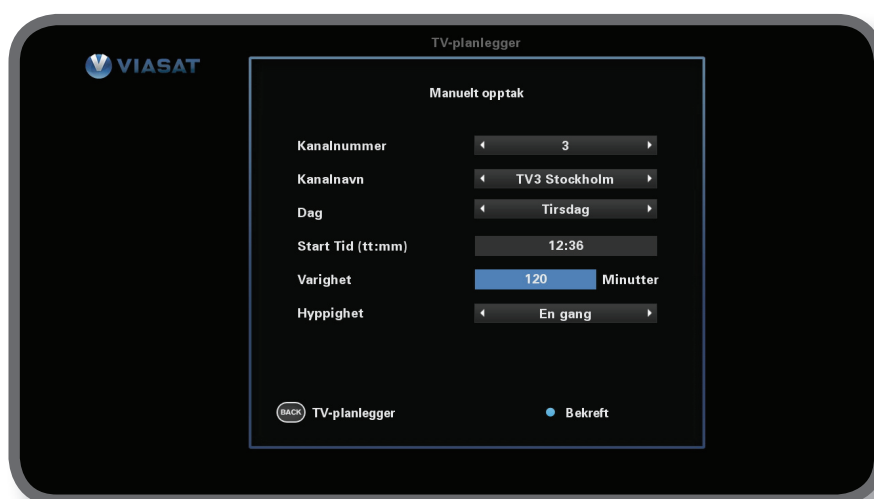 TV-planlegger
VIASAT
Manuelt opptak
Kanalnummer 3
Kanalnavn TV3 Stockholm
Dag Tirsdag
Start Tid (tt:mm) 12:36
Varighet 120 Minutter
Hyppighet En gang
BACK TV-planlegger Bekreft